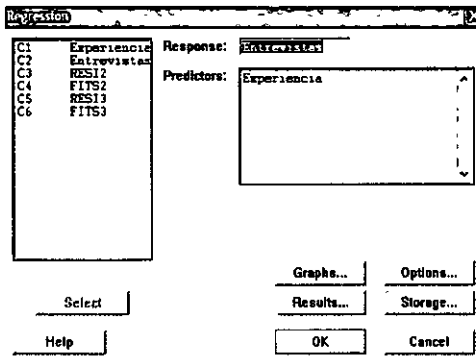 Regression
C1 Experiencia
C2 Entrevistas
C3 RESI2
C4 FITS2
C5 RESI3
C6 FITS3
Response: Entrevistas
Predictors: Experiencia
Graphs... Options...
Select Results... Storage...
Help OK Cancel